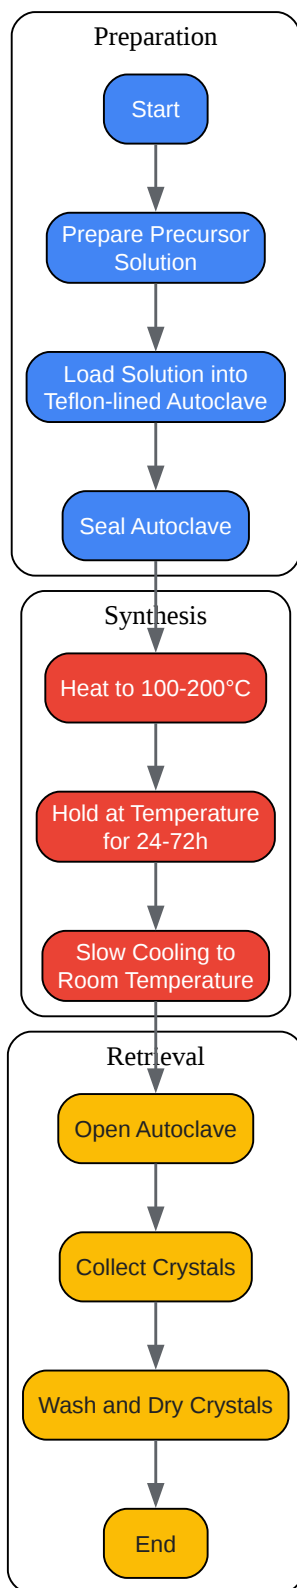 Preparation
Start
Prepare Precursor
Solution
Load Solution into
Teflon-lined Autoclave
Seal Autoclave
Synthesis
Heat to 100-200°C
Hold at Temperature
for 24-72h
Slow Cooling to
Room Temperature
Retrieval
Open Autoclave
Collect Crystals
Wash and Dry Crystals
End